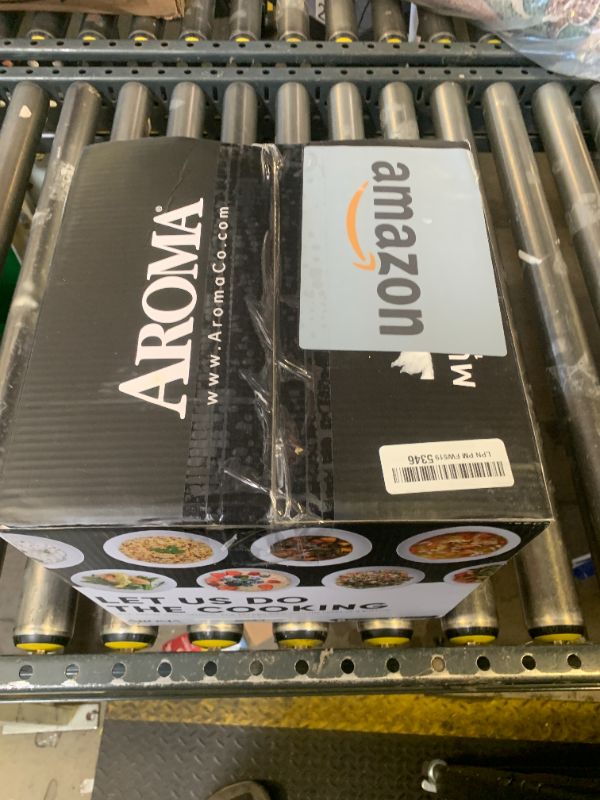 AROMA
www.AromaCo.com
amazon
LPN PM FW519 5346
LET US DO
THE COOKING